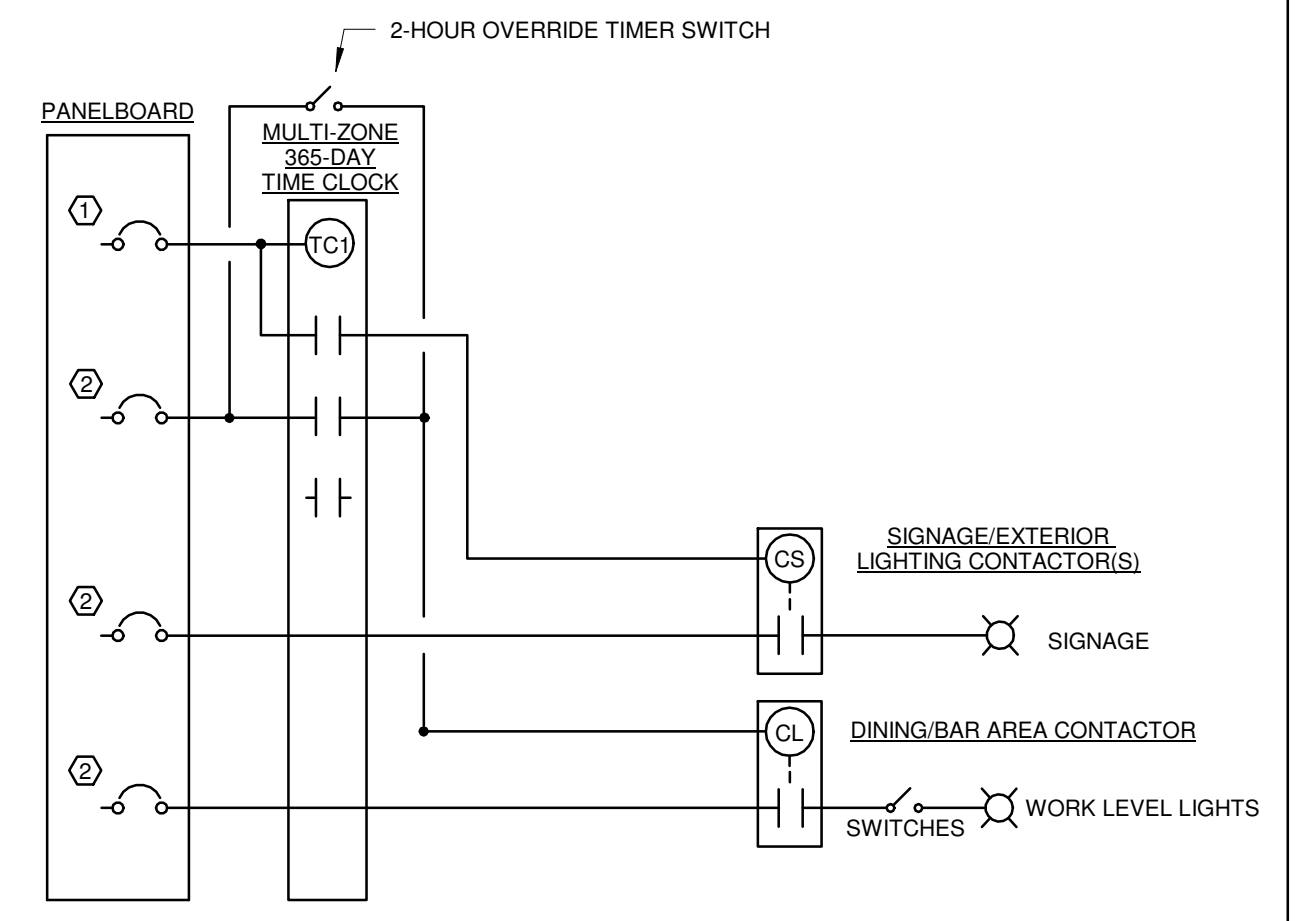 2-HOUR OVERRIDE TIMER SWITCH
PANELBOARD
MULTI-ZONE
365-DAY
TIME CLOCK
1
TC1
2
SIGNAGE/EXTERIOR
LIGHTING CONTACTOR(S)
CS
2
SIGNAGE
CL
DINING/BAR AREA CONTACTOR
2
WORK LEVEL LIGHTS
SWITCHES